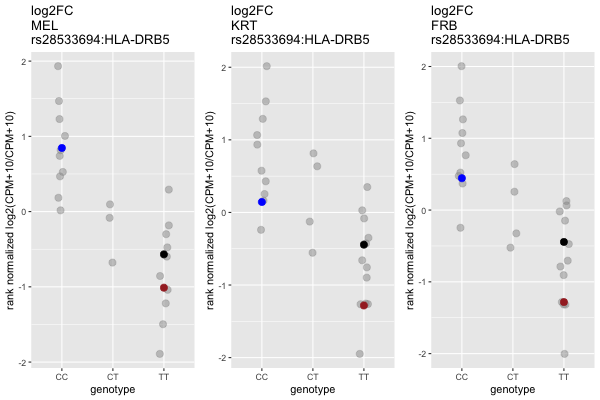 log2FC
MEL
rs28533694:HLA-DRB5
rank normalized log2(CPM+10/CPM+10)
2
1
0
-1
-2
CC CT TT
genotype
log2FC
KRT
rs28533694:HLA-DRB5
rank normalized log2(CPM+10/CPM+10)
2
1
0
-1
-2
CC CT TT
genotype
log2FC
FRB
rs28533694:HLA-DRB5
rank normalized log2(CPM+10/CPM+10)
2
1
0
-1
-2
CC CT TT
genotype